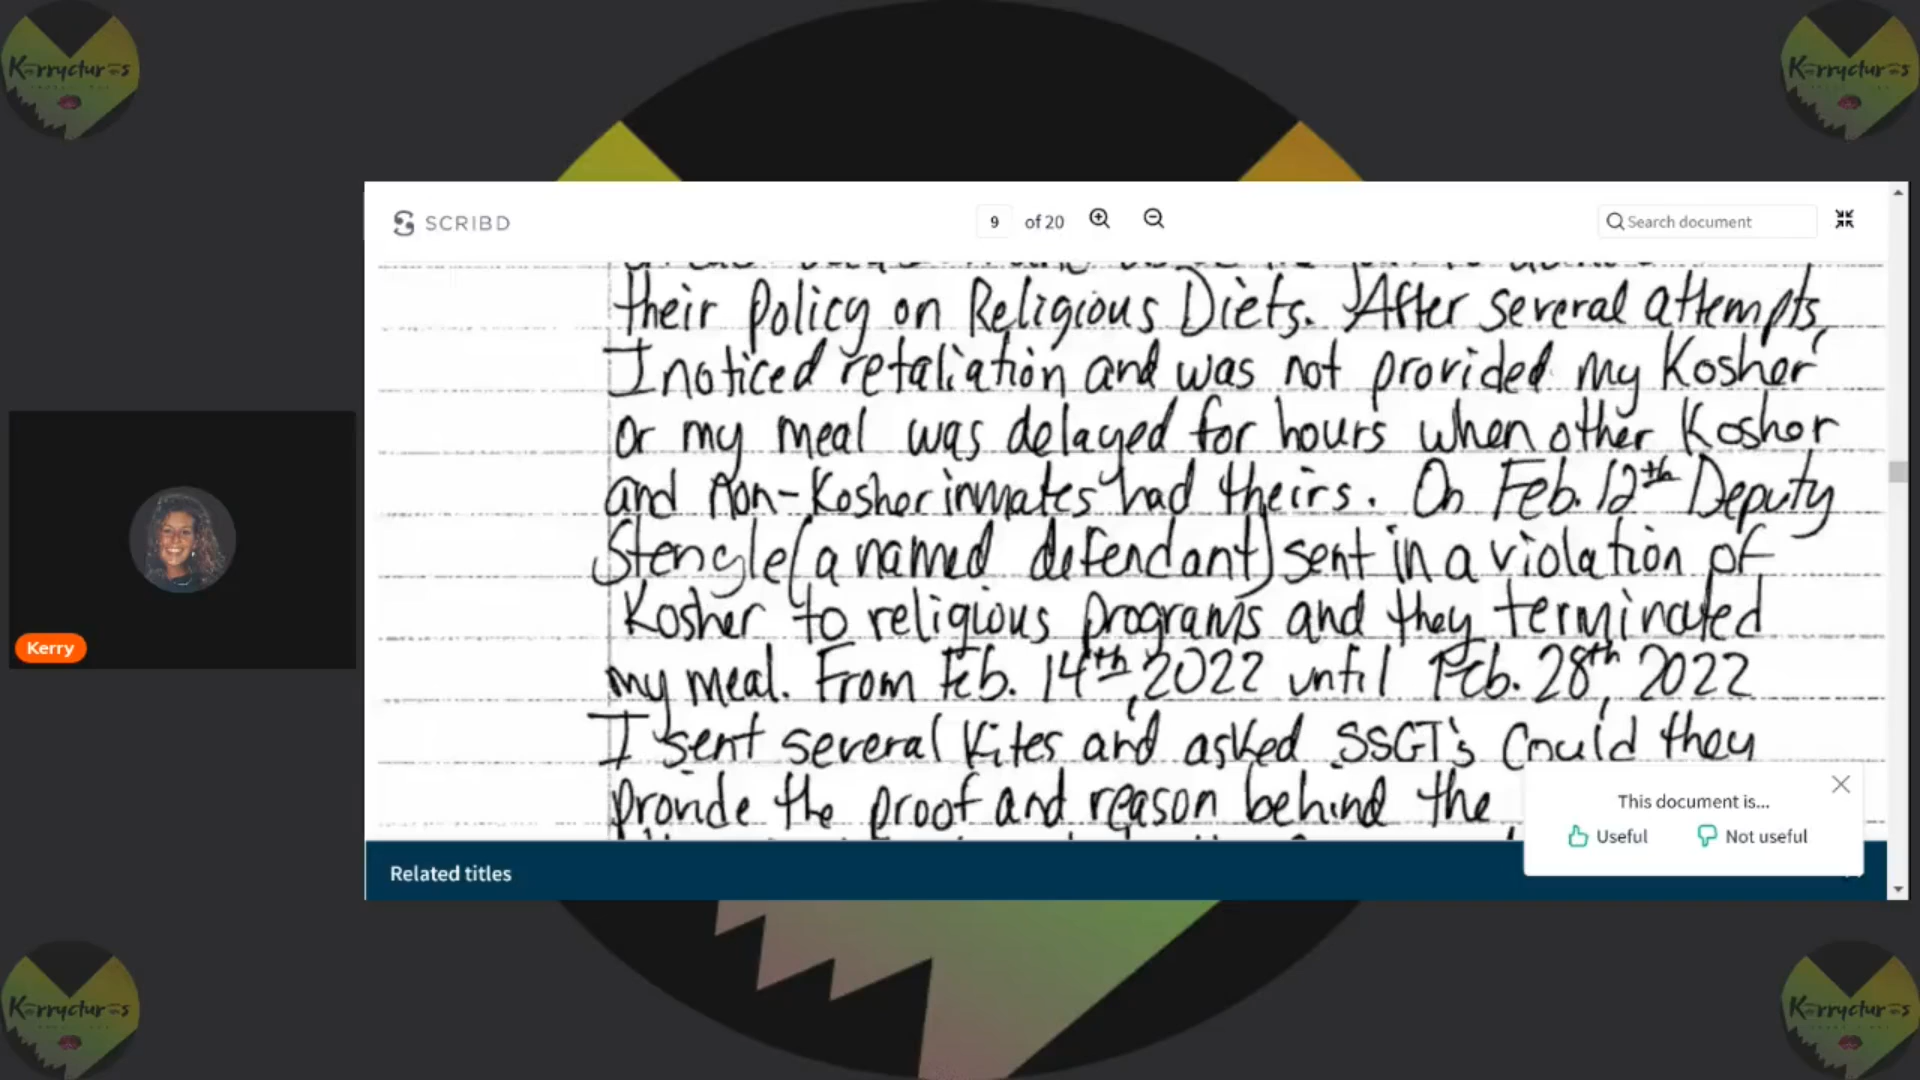 Kerryctures
Kerryctures
SCRIBD
9 of 20
Search document
their Policy on Religious Diets. After several attempts,
I noticed retaliation and was not provided my Kosher
or my meal was delayed for hours when other Kosher
and non-Kosher inmates had theirs. On Feb. 12th Deputy
Stengle (a named defendant) sent in a violation of
Kosher to religious programs and they terminated
my meal. From Feb. 14th, 2022 until Feb. 28th, 2022
I sent several Kites and asked SSGT's Could they
provide the proof and reason behind the
Kerry
This document is...
Useful
Not useful
Related titles
Kerryctures
Kerryctures